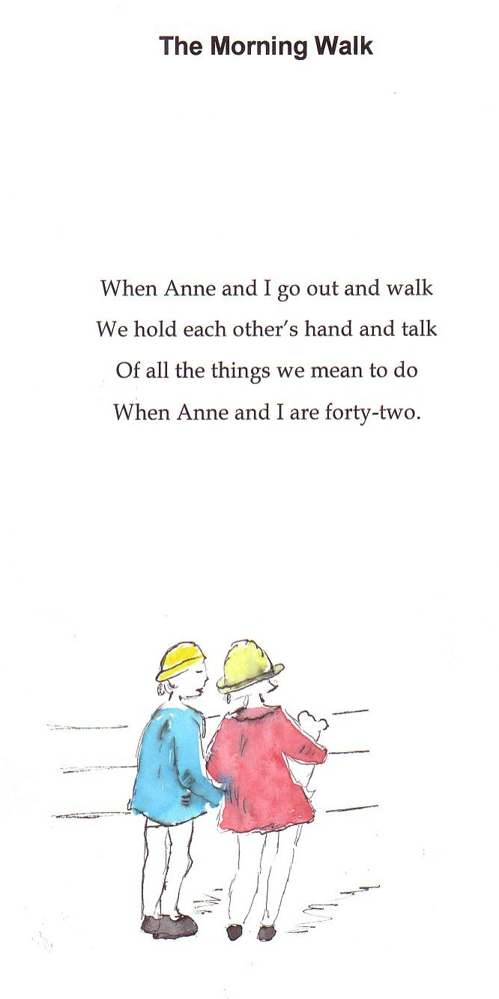 The Morning Walk
When Anne and I go out and walk
We hold each other's hand and talk
Of all the things we mean to do
When Anne and I are forty-two.